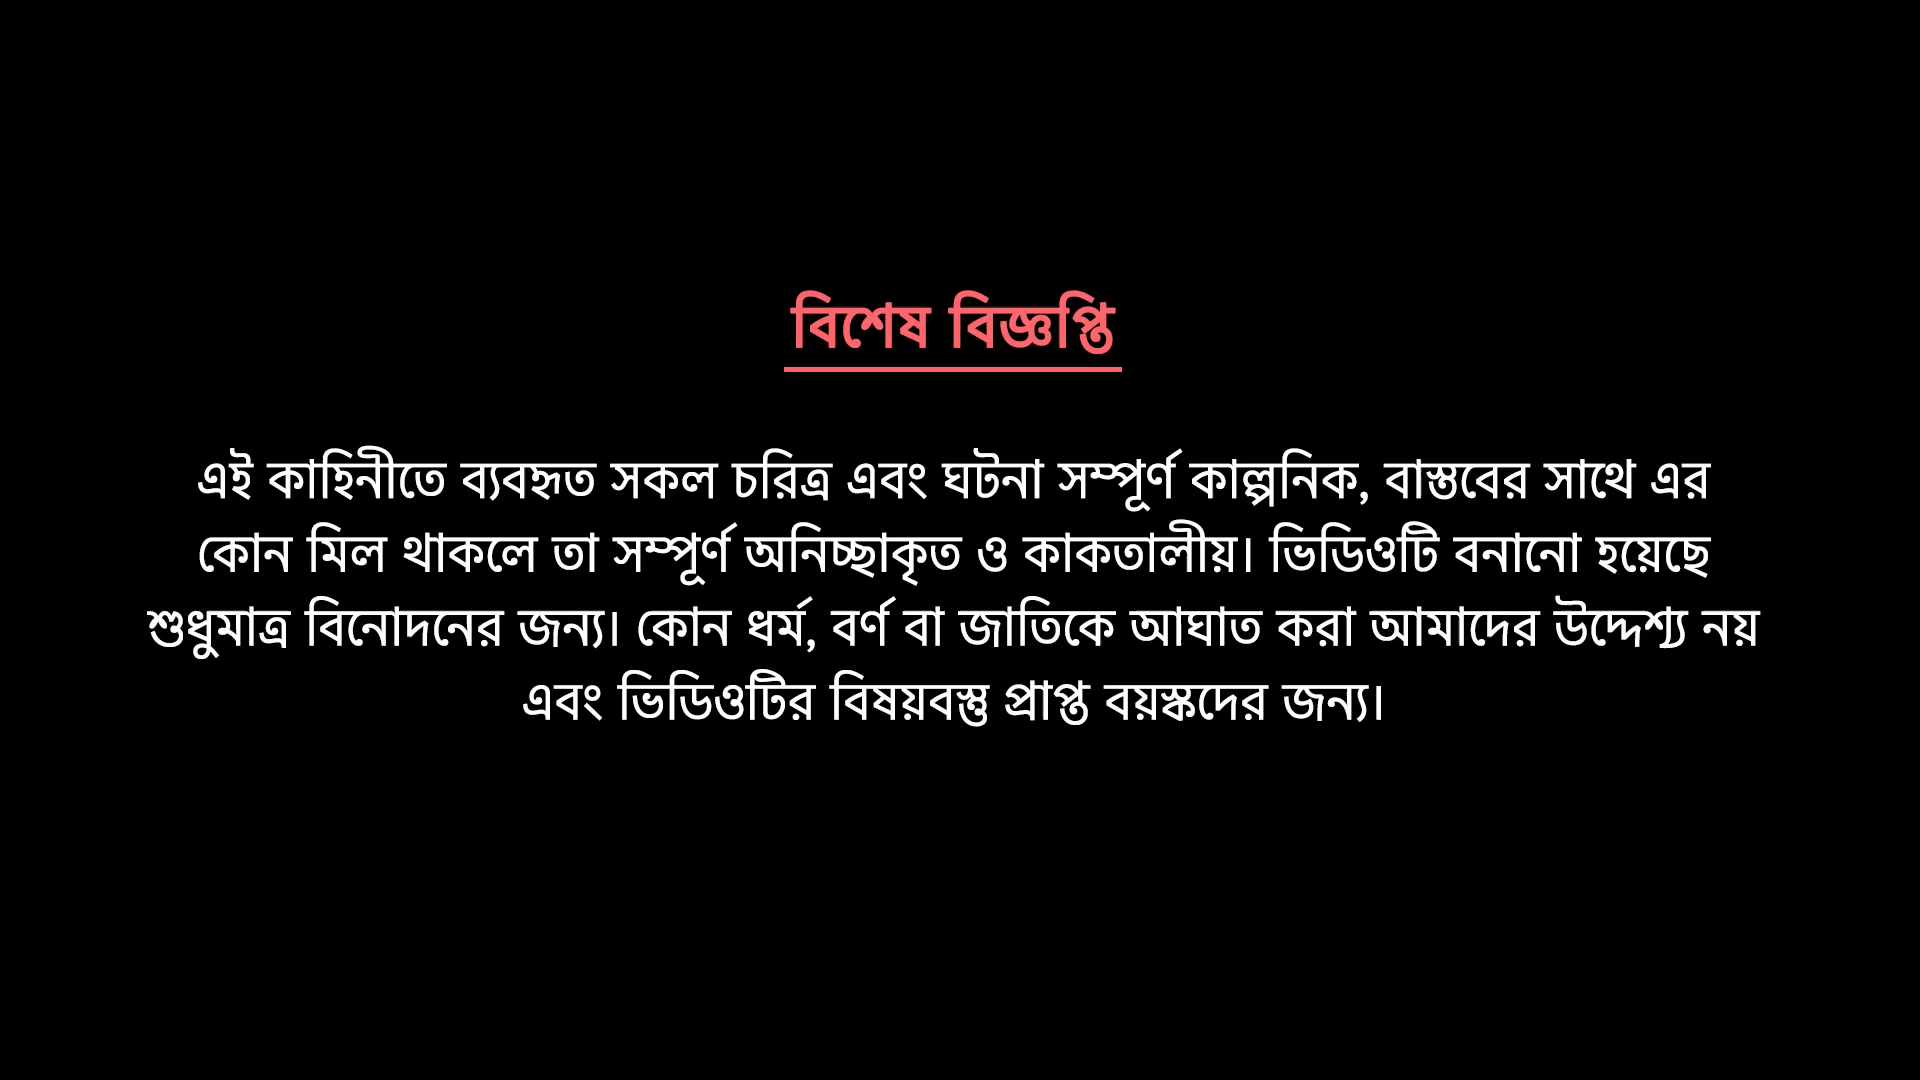 বিশেষ বিজ্ঞপ্তি
এই কাহিনীতে ব্যবহৃত সকল চরিত্র এবং ঘটনা সম্পূর্ণ কাল্পনিক, বাস্তবের সাথে এর
কোন মিল থাকলে তা সম্পূর্ণ অনিচ্ছাকৃত ও কাকতালীয়। ভিডিওটি বনানো হয়েছে
শুধুমাত্র বিনোদনের জন্য। কোন ধর্ম, বর্ণ বা জাতিকে আঘাত করা আমাদের উদ্দেশ্য নয়
এবং ভিডিওটির বিষয়বস্তু প্রাপ্ত বয়স্কদের জন্য।